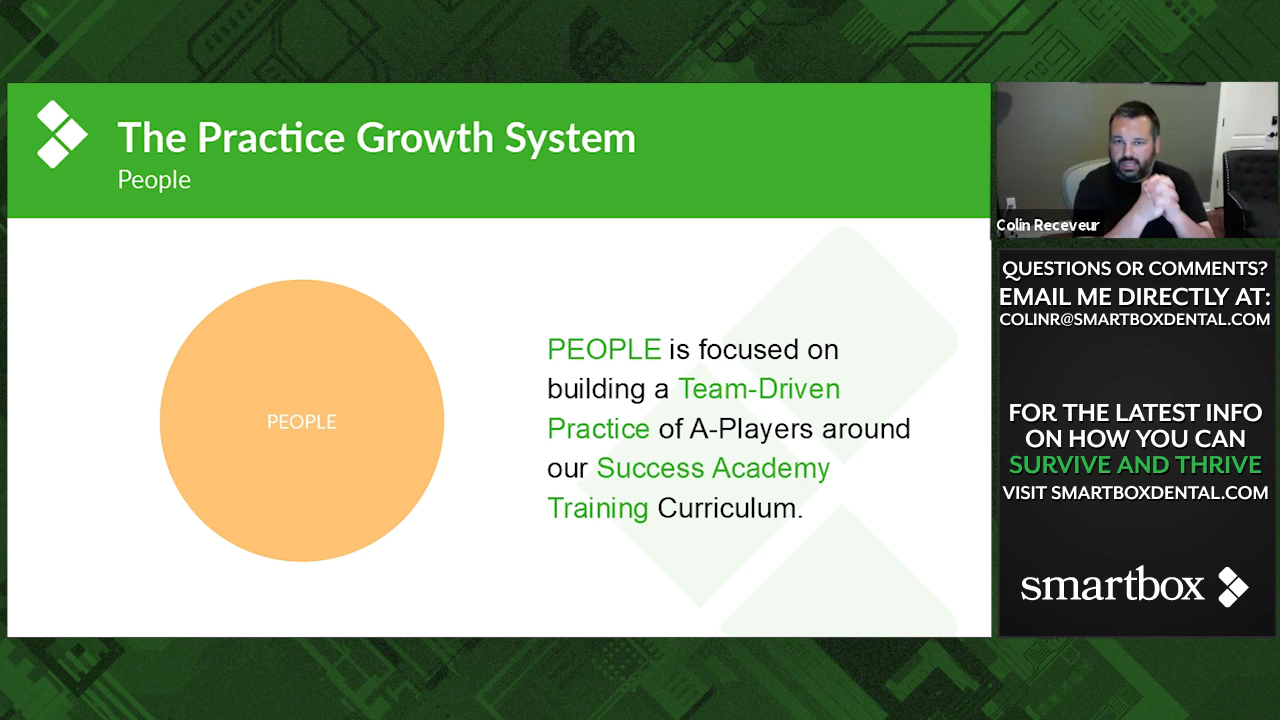 The Practice Growth System
People
PEOPLE
PEOPLE is focused on
building a Team-Driven
Practice of A-Players around
our Success Academy
Training Curriculum.
Colin Receveur
QUESTIONS OR COMMENTS?
EMAIL ME DIRECTLY AT:
COLINR@SMARTBOXDENTAL.COM
FOR THE LATEST INFO
ON HOW YOU CAN
SURVIVE AND THRIVE
VISIT SMARTBOXDENTAL.COM
smartbox